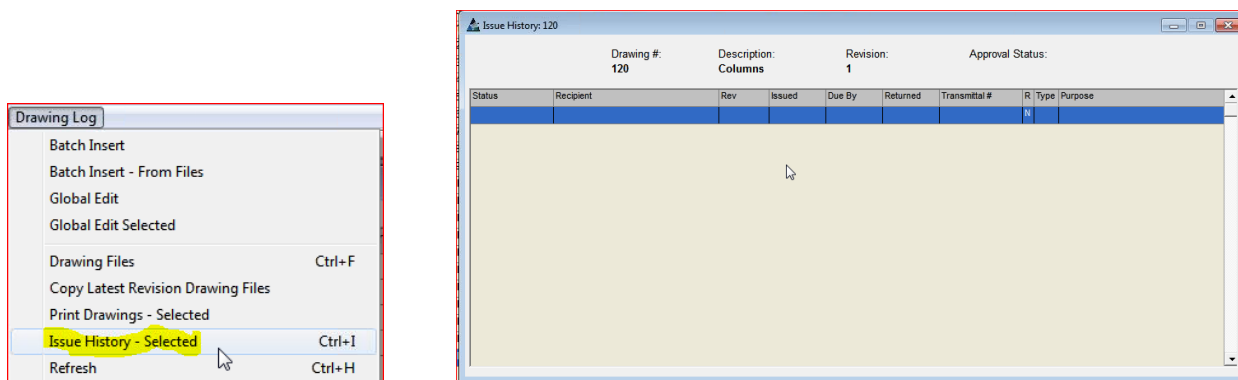 Drawing Log
Batch Insert
Batch Insert - From Files
Global Edit
Global Edit Selected
Drawing Files Ctrl+F
Copy Latest Revision Drawing Files
Print Drawings - Selected
Issue History - Selected Ctrl+I
Refresh Ctrl+H
Issue History: 120
Drawing #: Description: Revision: Approval Status:
120 Columns 1
Status Recipient Rev Issued Due By Returned Transmittal # R Type Purpose
N